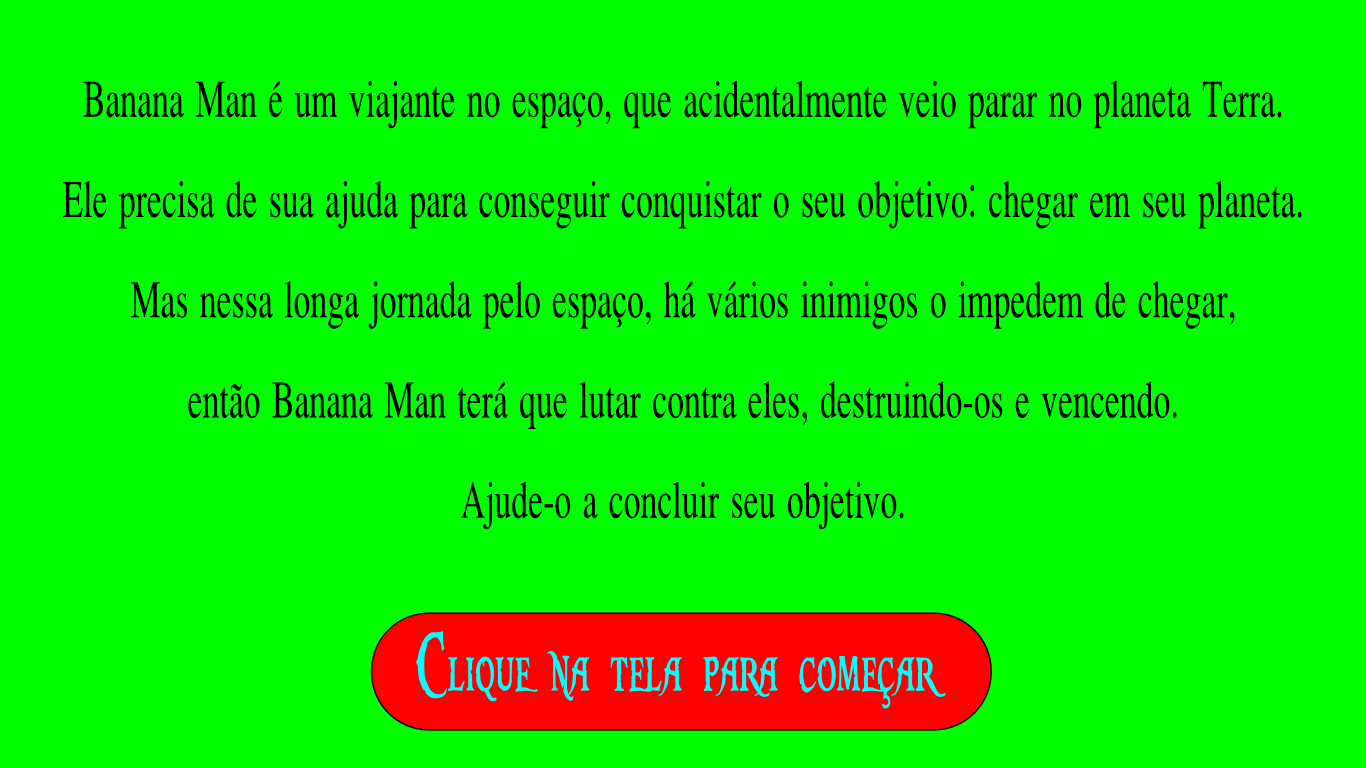 Banana Man é um viajante no espaço, que acidentalmente veio parar no planeta Terra.
Ele precisa de sua ajuda para conseguir conquistar o seu objetivo: chegar em seu planeta.
Mas nessa longa jornada pelo espaço, há vários inimigos o impedem de chegar,
então Banana Man terá que lutar contra eles, destruindo-os e vencendo.
Ajude-o a concluir seu objetivo.
Clique na tela para começar